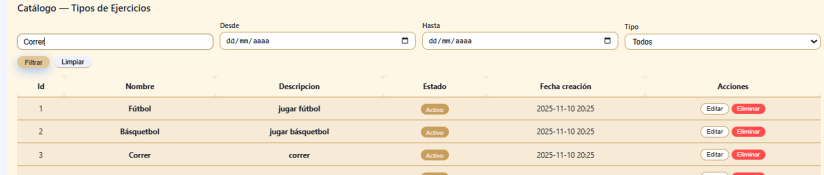 Catálogo — Tipos de Ejercicios
Desde Hasta Tipo
Correr dd/mm/aaaa dd/mm/aaaa Todos
Filtrar Limpiar
Id Nombre Descripcion Estado Fecha creación Acciones
1 Fútbol jugar fútbol Activo 2025-11-10 20:25 Editar Eliminar
2 Básquetbol jugar básquetbol Activo 2025-11-10 20:25 Editar Eliminar
3 Correr correr Activo 2025-11-10 20:25 Editar Eliminar